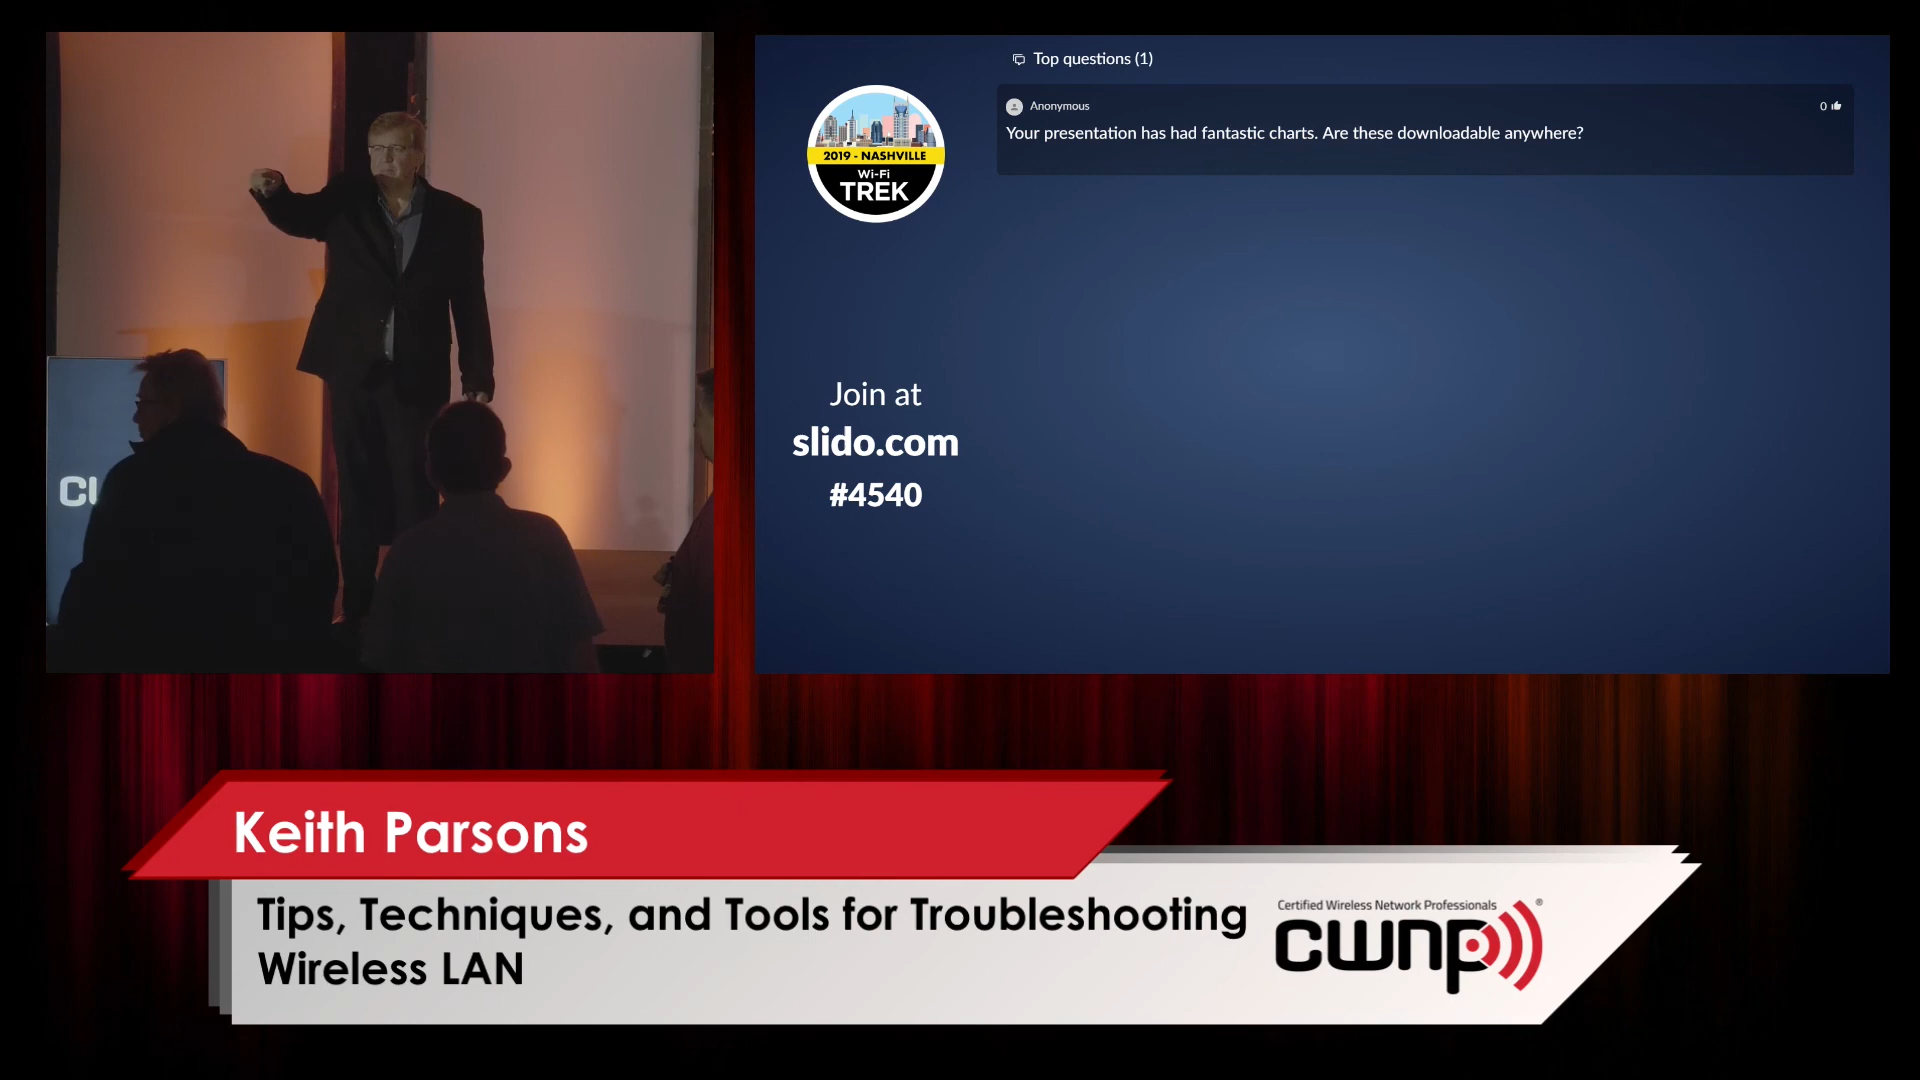 Top questions (1)
Anonymous
0
Your presentation has had fantastic charts. Are these downloadable anywhere?
2019 - NASHVILLE
Wi-Fi
TREK
Join at
slido.com
#4540
Keith Parsons
Tips, Techniques, and Tools for Troubleshooting
Wireless LAN
Certified Wireless Network Professionals
cwnp
®